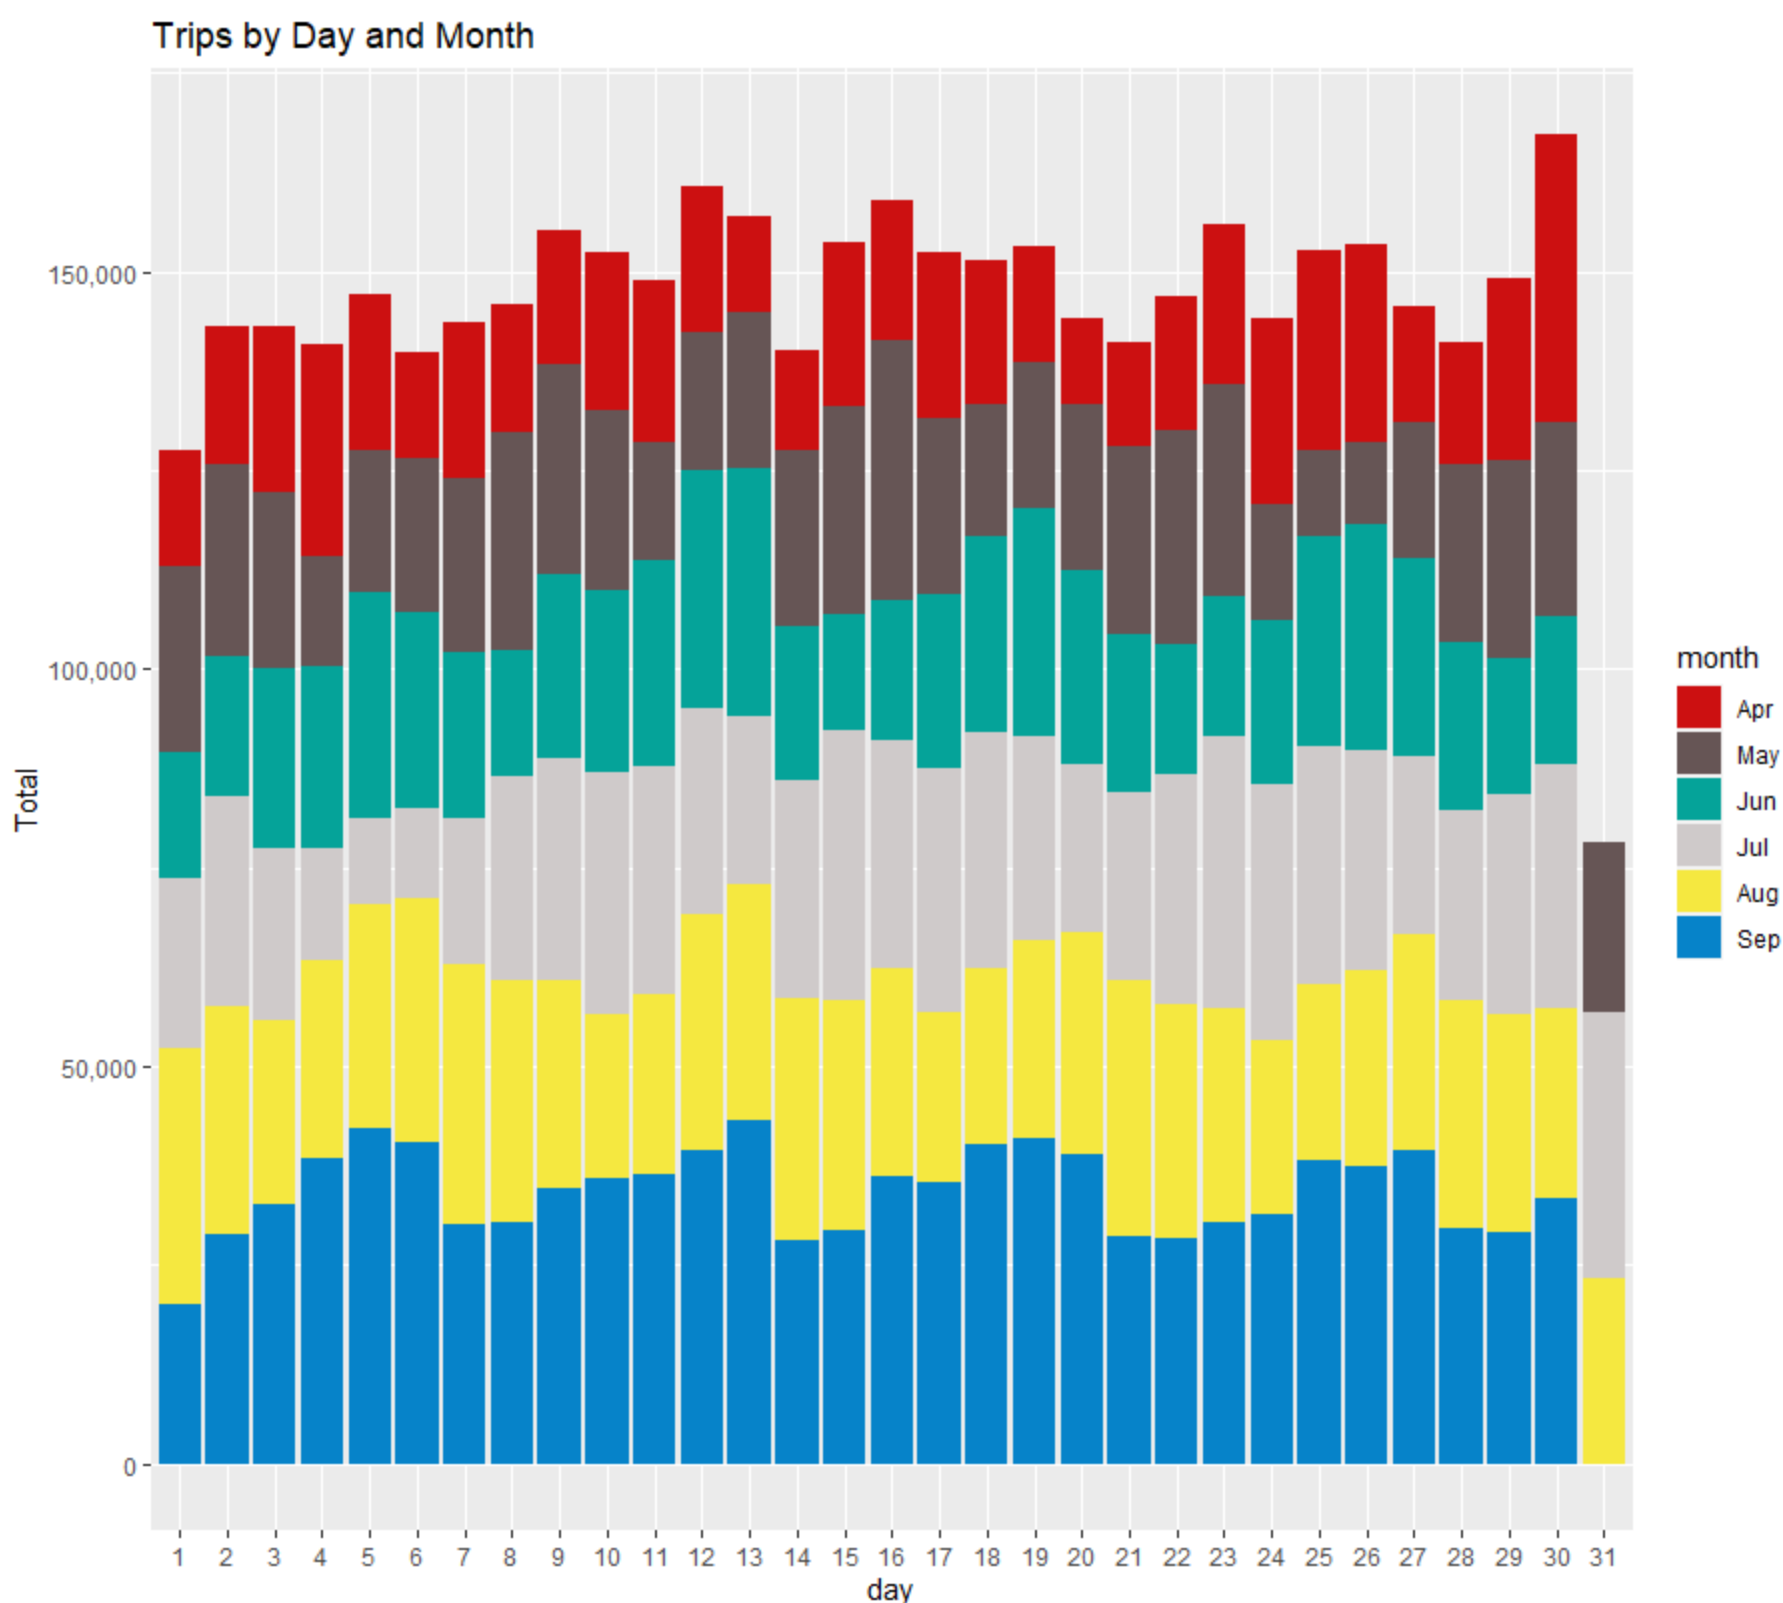 Trips by Day and Month
Total
150,000
100,000
50,000
0
1 2 3 4 5 6 7 8 9 10 11 12 13 14 15 16 17 18 19 20 21 22 23 24 25 26 27 28 29 30 31
day
month
Apr
May
Jun
Jul
Aug
Sep